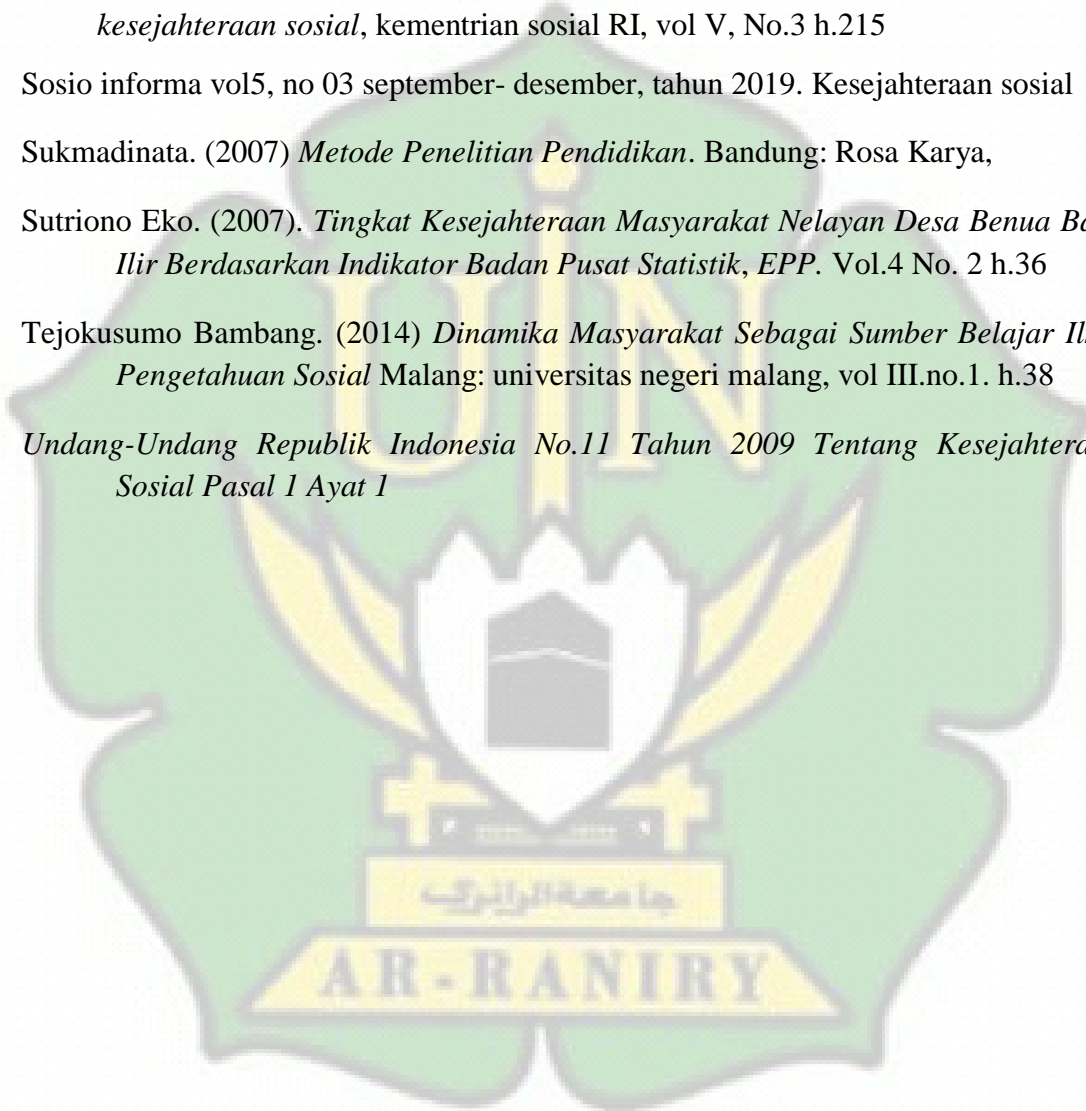 kesejahteraan sosial, kementrian sosial RI, vol V, No.3 h.215
Sosio informa vol5, no 03 september- desember, tahun 2019. Kesejahteraan sosial
Sukmadinata. (2007) Metode Penelitian Pendidikan. Bandung: Rosa Karya,
Sutriono Eko. (2007). Tingkat Kesejahteraan Masyarakat Nelayan Desa Benua
Ilir Berdasarkan Indikator Badan Pusat Statistik, EPP. Vol.4 No. 2 h.36
Tejokusumo Bambang. (2014) Dinamika Masyarakat Sebagai Sumber Belajar
Pengetahuan Sosial Malang: universitas negeri malang, vol III.no.1. h.38
Undang-Undang Republik Indonesia No.11 Tahun 2009 Tentang
Sosial Pasal 1 Ayat 1
UIN
جامعة الرانري
AR-RANIRY